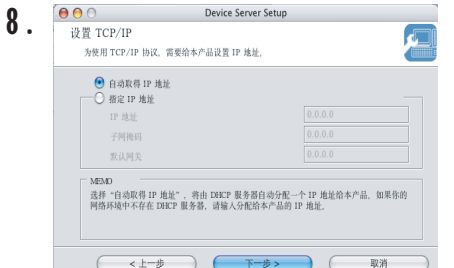 8.
Device Server Setup
设置 TCP/IP
为使用 TCP/IP 协议, 需要给本产品设置 IP 地址。
自动取得 IP 地址
指定 IP 地址
IP 地址 0.0.0.0
子网掩码 0.0.0.0
默认网关 0.0.0.0
MEMO
选择 “自动取得 IP 地址”, 将由 DHCP 服务器自动分配一个 IP 地址给本产品, 如果你的
网络环境中不存在 DHCP 服务器, 请输入分配给本产品的 IP 地址。
< 上一步 下一步 > 取消